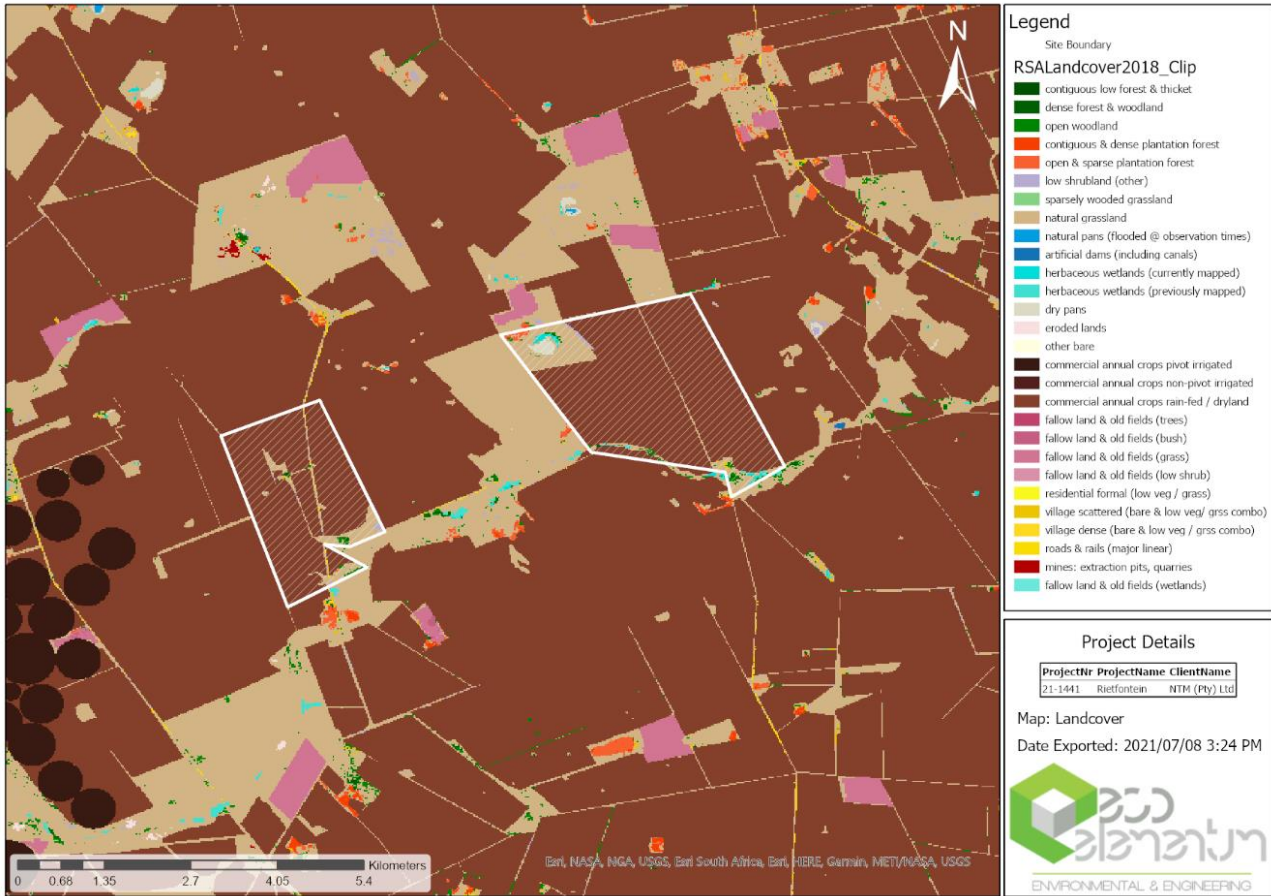 N
Legend
Site Boundary
RSALandcover2018_Clip
contiguous low forest & thicket
dense forest & woodland
open woodland
contiguous & dense plantation forest
open & sparse plantation forest
low shrubland (other)
sparsely wooded grassland
natural grassland
natural pans (flooded @ observation times)
artificial dams (including canals)
herbaceous wetlands (currently mapped)
herbaceous wetlands (previously mapped)
dry pans
eroded lands
other bare
commercial annual crops pivot irrigated
commercial annual crops non-pivot irrigated
commercial annual crops rain-fed / dryland
fallow land & old fields (trees)
fallow land & old fields (bush)
fallow land & old fields (grass)
fallow land & old fields (low shrub)
residential formal (low veg / grass)
village scattered (bare & low veg/ grss combo)
village dense (bare & low veg / grss combo)
roads & rails (major linear)
mines: extraction pits, quarries
fallow land & old fields (wetlands)
Project Details
ProjectNr ProjectName ClientName
21-1441 Rietfontein NTM (Pty) Ltd
Map: Landcover
Date Exported: 2021/07/08 3:24 PM
eco
elementum
ENVIRONMENTAL & ENGINEERING
Kilometers
0 0.68 1.35 2.7 4.05 5.4
Esri, NASA, NGA, USGS, Esri South Africa, Esri, HERE, Garmin, METI/NASA, USGS